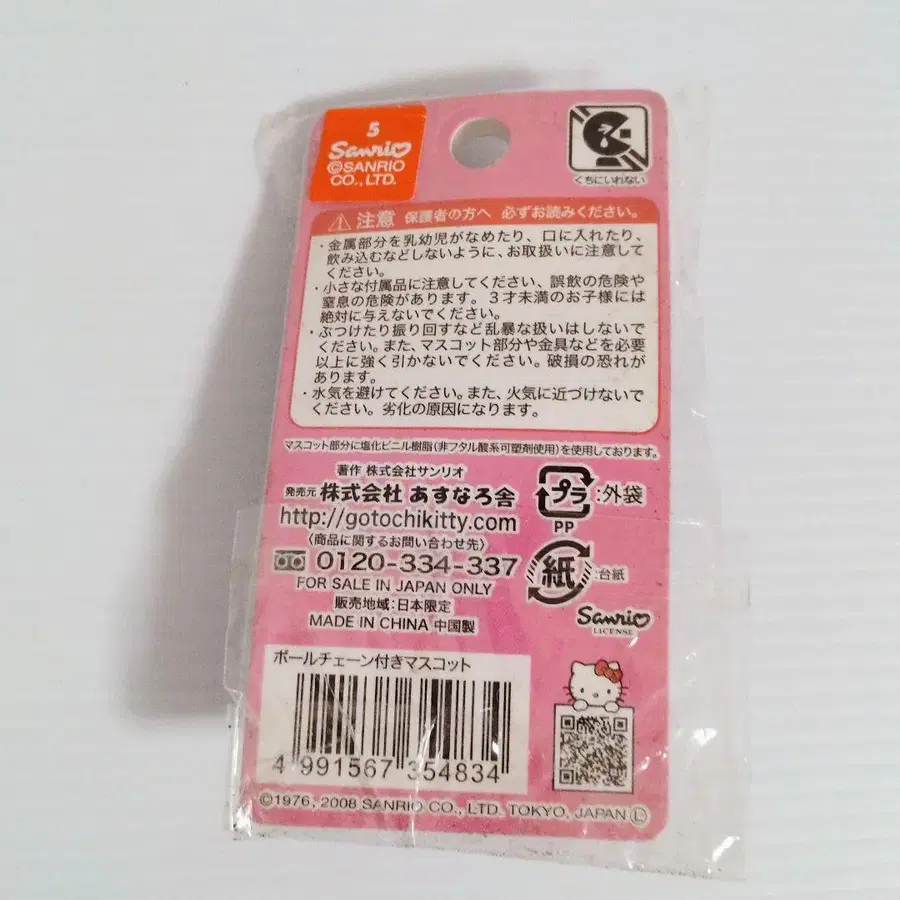 5
Sanrio
©SANRIO
CO., LTD.
くちにいれない
注意 保護者の方へ 必ずお読みください。
・金属部分を乳幼児がなめたり、口に入れたり、
飲み込むなどしないように、お取扱いに注意して
ください。
・小さな付属品に注意してください、誤飲の危険や
窒息の危険があります。3才未満のお子様には
絶対に与えないでください。
・ぶつけたり振り回すなど乱暴な扱いはしないで
ください。また、マスコット部分や金具などを必要
以上に強く引かないでください。破損の恐れが
あります。
・水気を避けてください。また、火気に近づけないで
ください。劣化の原因になります。
マスコット部分に塩化ビニル樹脂(非フタル酸系可塑剤使用)を使用しております。
著作 株式会社サンリオ
発売元 株式会社 あすなろ舎
http://gotochikitty.com
〈商品に関するお問い合わせ先〉
0120-334-337
FOR SALE IN JAPAN ONLY
販売地域:日本限定
MADE IN CHINA 中国製
プラ :外袋
PP
紙 :台紙
Sanrio
LICENSE
ボールチェーン付きマスコット
4 991567 354834
©1976, 2008 SANRIO CO., LTD. TOKYO, JAPAN Ⓛ